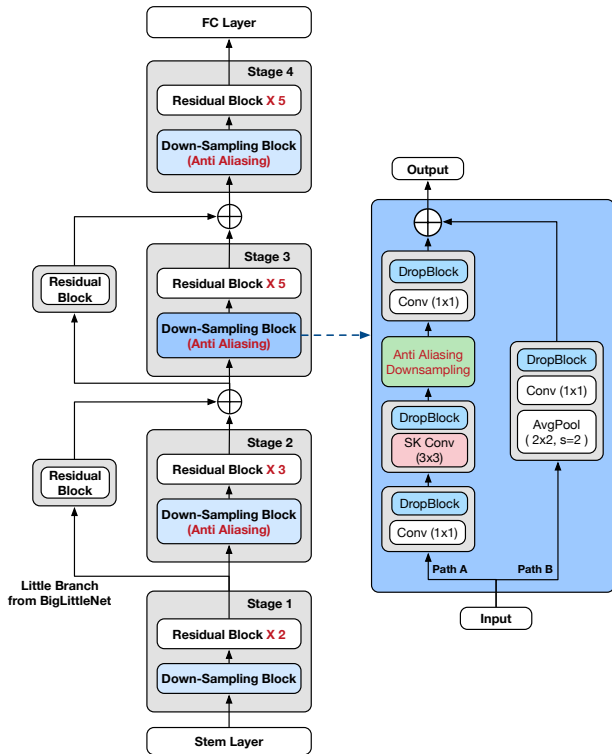 FC Layer
Stage 4
Residual Block X 5
Down-Sampling Block
(Anti Aliasing)
Stage 3
Residual Block X 5
Down-Sampling Block
(Anti Aliasing)
Residual
Block
Stage 2
Residual Block X 3
Down-Sampling Block
(Anti Aliasing)
Residual
Block
Little Branch
from BigLittleNet
Stage 1
Residual Block X 2
Down-Sampling Block
Stem Layer
Output
DropBlock
Conv (1x1)
Anti Aliasing
Downsampling
DropBlock
SK Conv
(3x3)
DropBlock
Conv (1x1)
Path A
DropBlock
Conv (1x1)
AvgPool
( 2x2, s=2 )
Path B
Input